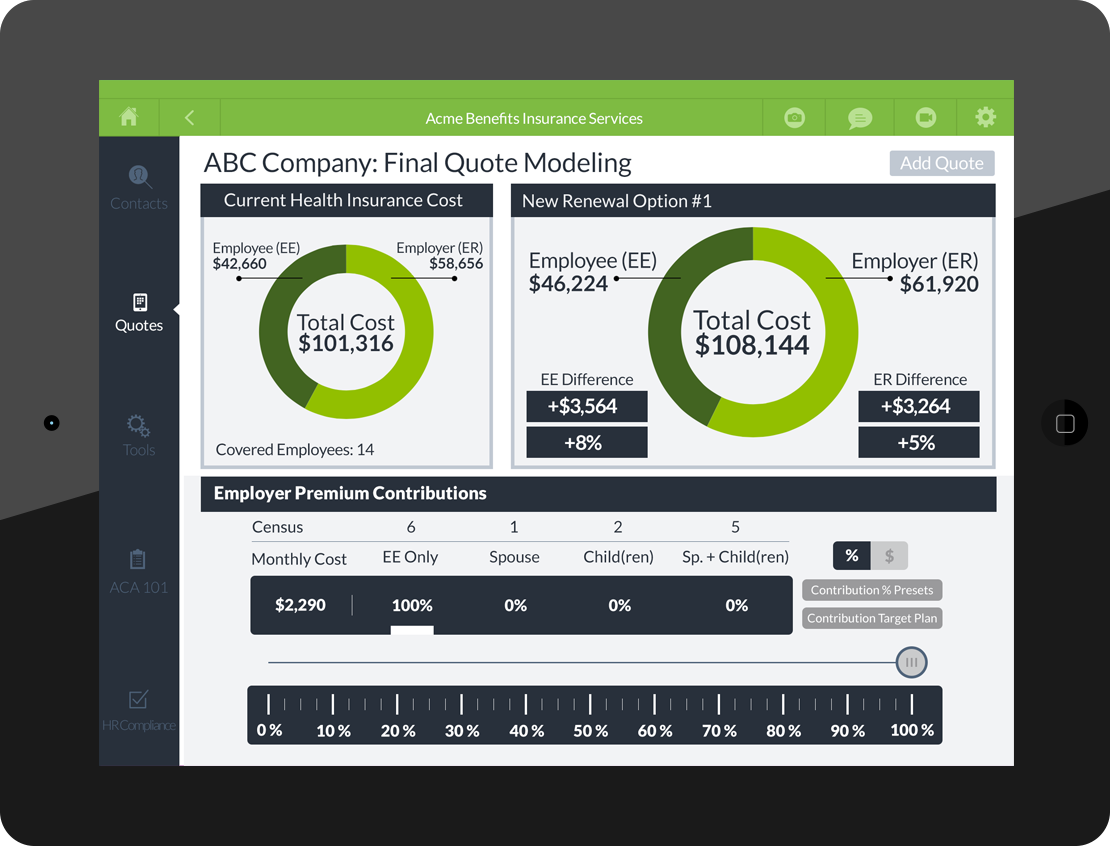 Acme Benefits Insurance Services
Contacts
Quotes
Tools
ACA 101
HR Compliance
ABC Company: Final Quote Modeling
Add Quote
Current Health Insurance Cost
Employee (EE)
$42,660
Employer (ER)
$58,656
Total Cost
$101,316
Covered Employees: 14
New Renewal Option #1
Employee (EE)
$46,224
Employer (ER)
$61,920
Total Cost
$108,144
EE Difference
+$3,564
+8%
ER Difference
+$3,264
+5%
Employer Premium Contributions
Census 6 1 2 5
Monthly Cost EE Only Spouse Child(ren) Sp. + Child(ren)
$2,290 100% 0% 0% 0%
% $
Contribution % Presets
Contribution Target Plan
0 % 10 % 20 % 30 % 40 % 50 % 60 % 70 % 80 % 90 % 100 %